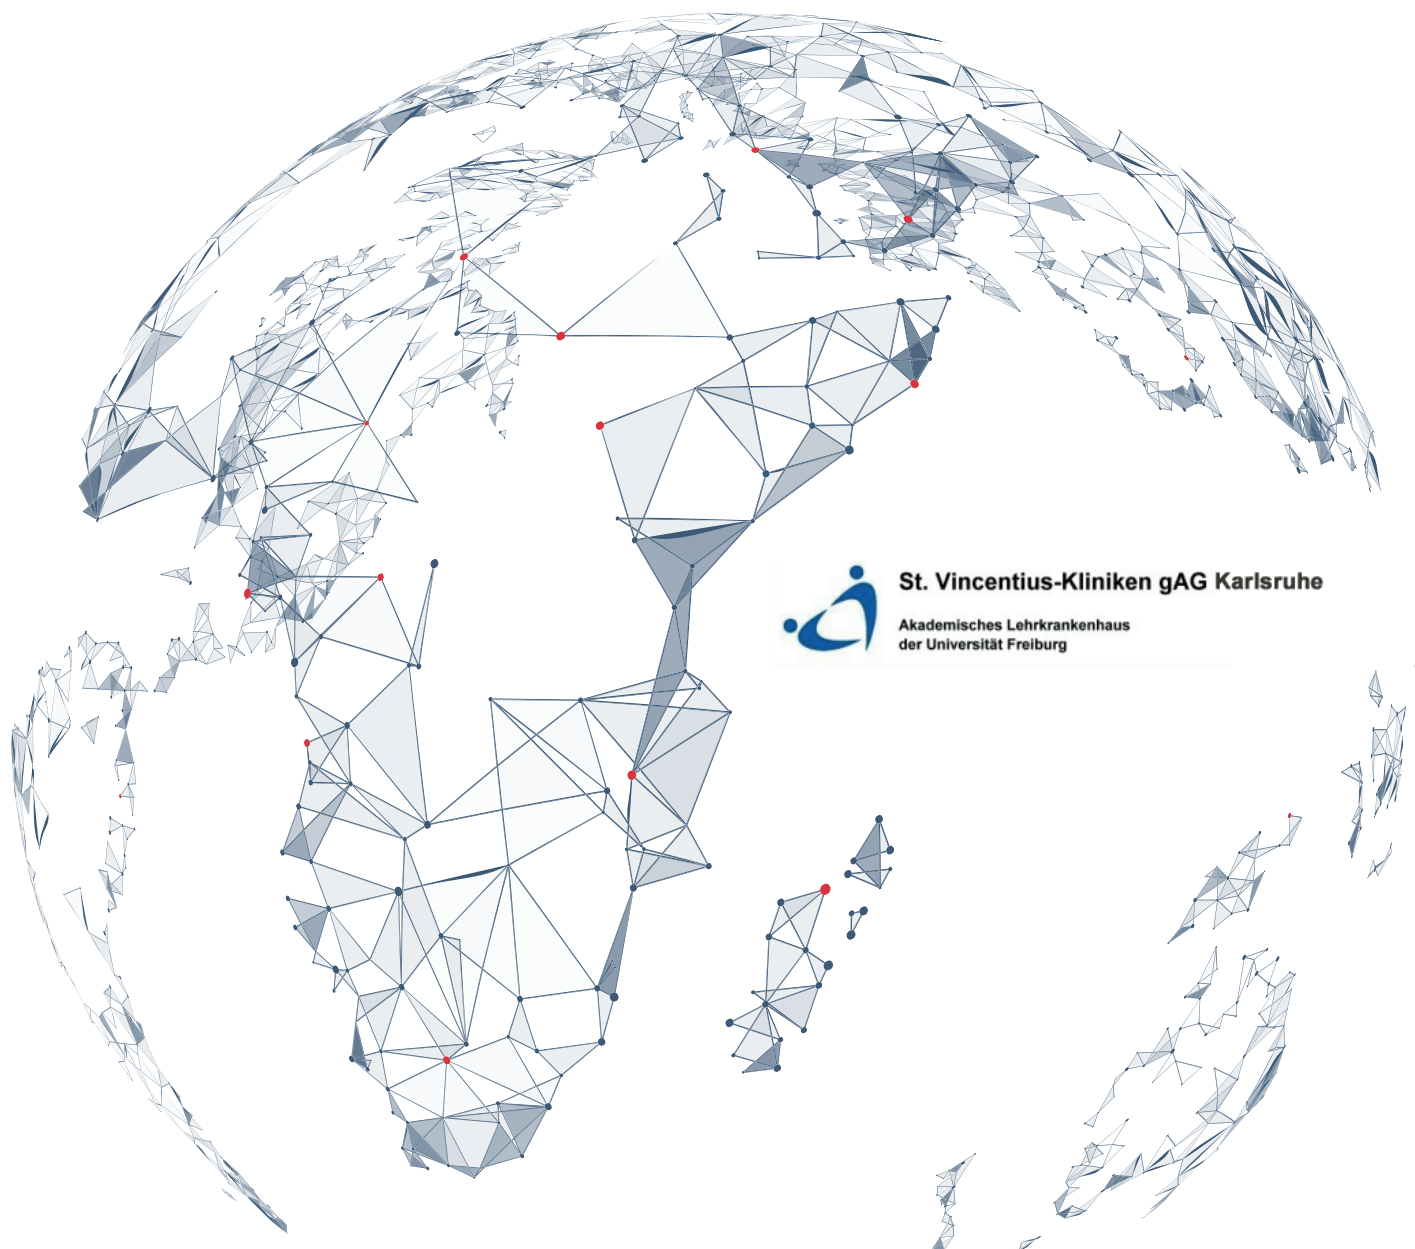 St. Vincentius-Kliniken gAG Karlsruhe
Akademisches Lehrkrankenhaus
der Universität Freiburg